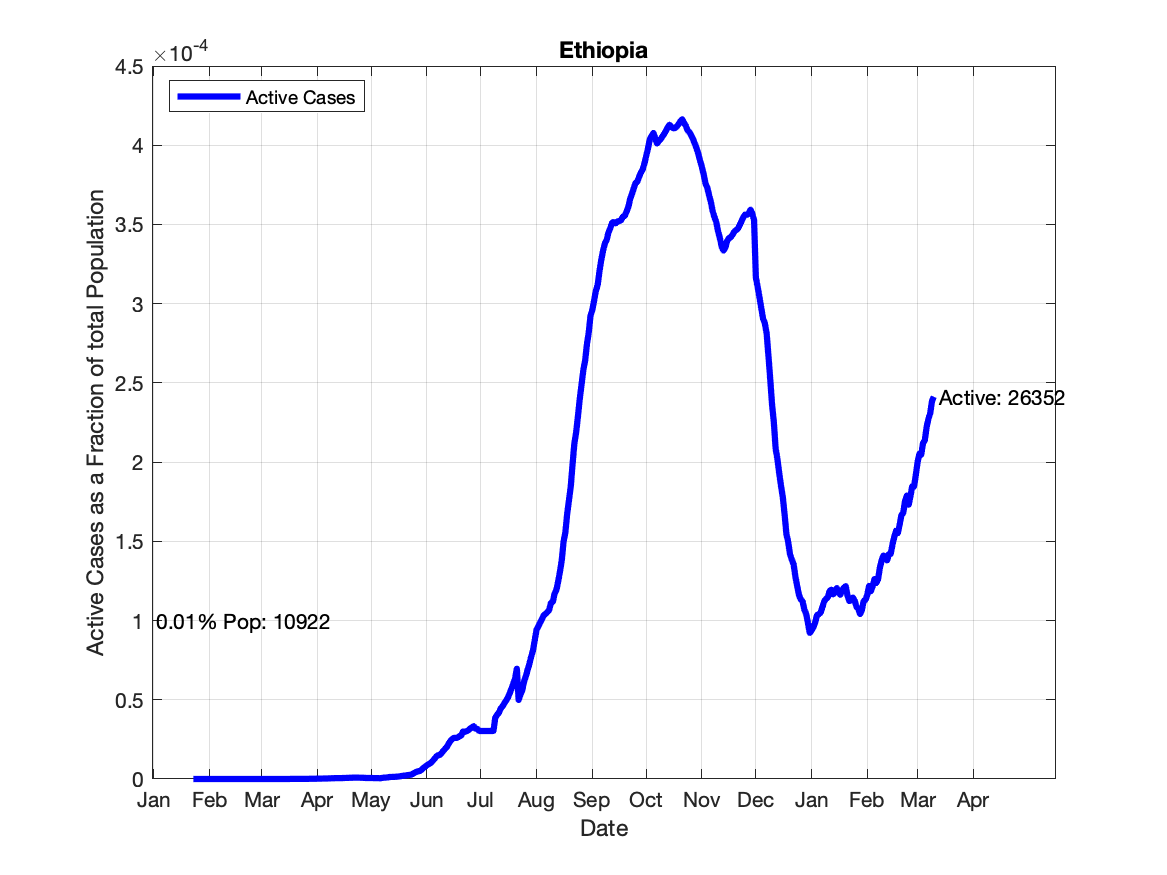 Ethiopia
×10-4
4.5
4
3.5
3
2.5
2
1.5
1
0.5
0
Active Cases
Active: 26352
0.01% Pop: 10922
Active Cases as a Fraction of total Population
Jan Feb Mar Apr May Jun Jul Aug Sep Oct Nov Dec Jan Feb Mar Apr
Date